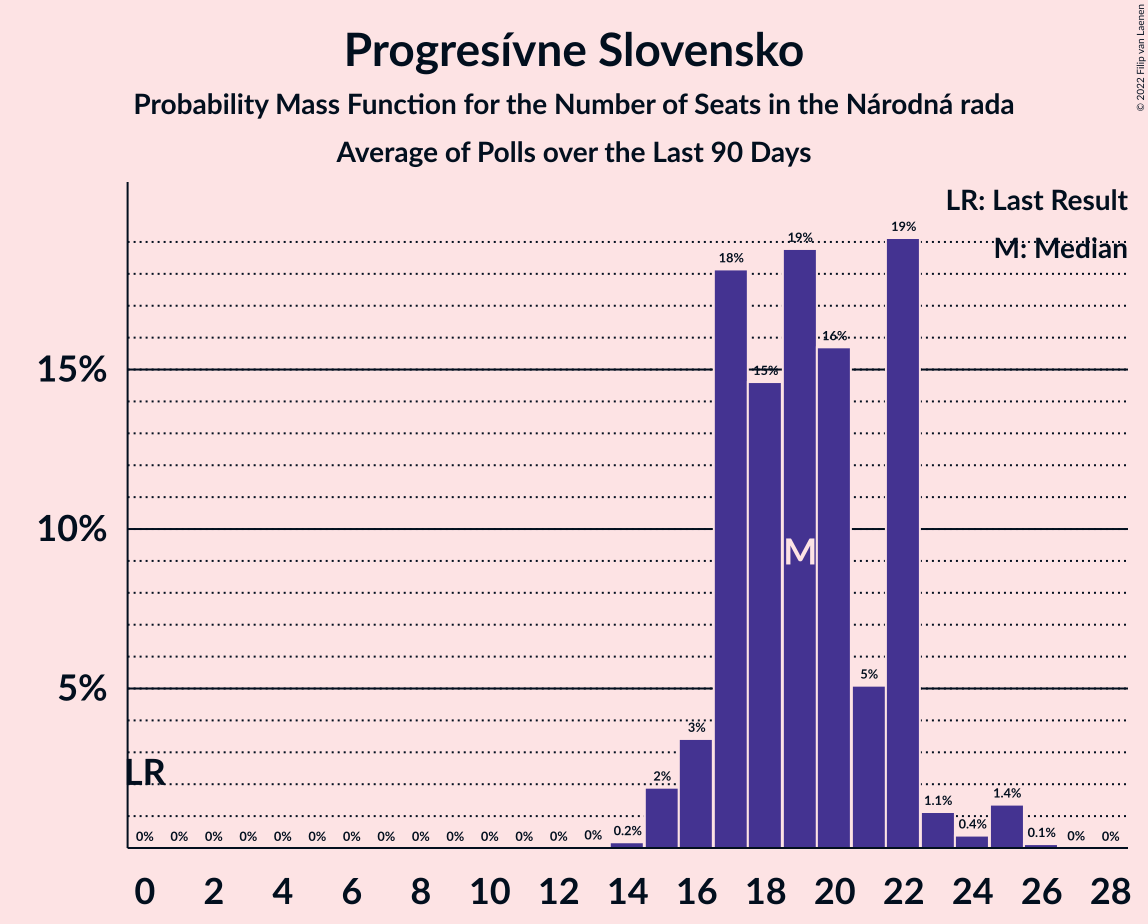 Progresívne Slovensko
Probability Mass Function for the Number of Seats in the Národná rada
Average of Polls over the Last 90 Days
© 2022 Filip van Laenen
LR: Last Result
M: Median
15%
10%
5%
LR
M
0% 0% 0% 0% 0% 0% 0% 0% 0% 0% 0% 0% 0% 0% 0.2% 2% 3% 18% 15% 19% 16% 5% 19% 1.1% 0.4% 1.4% 0.1% 0% 0%
0 2 4 6 8 10 12 14 16 18 20 22 24 26 28